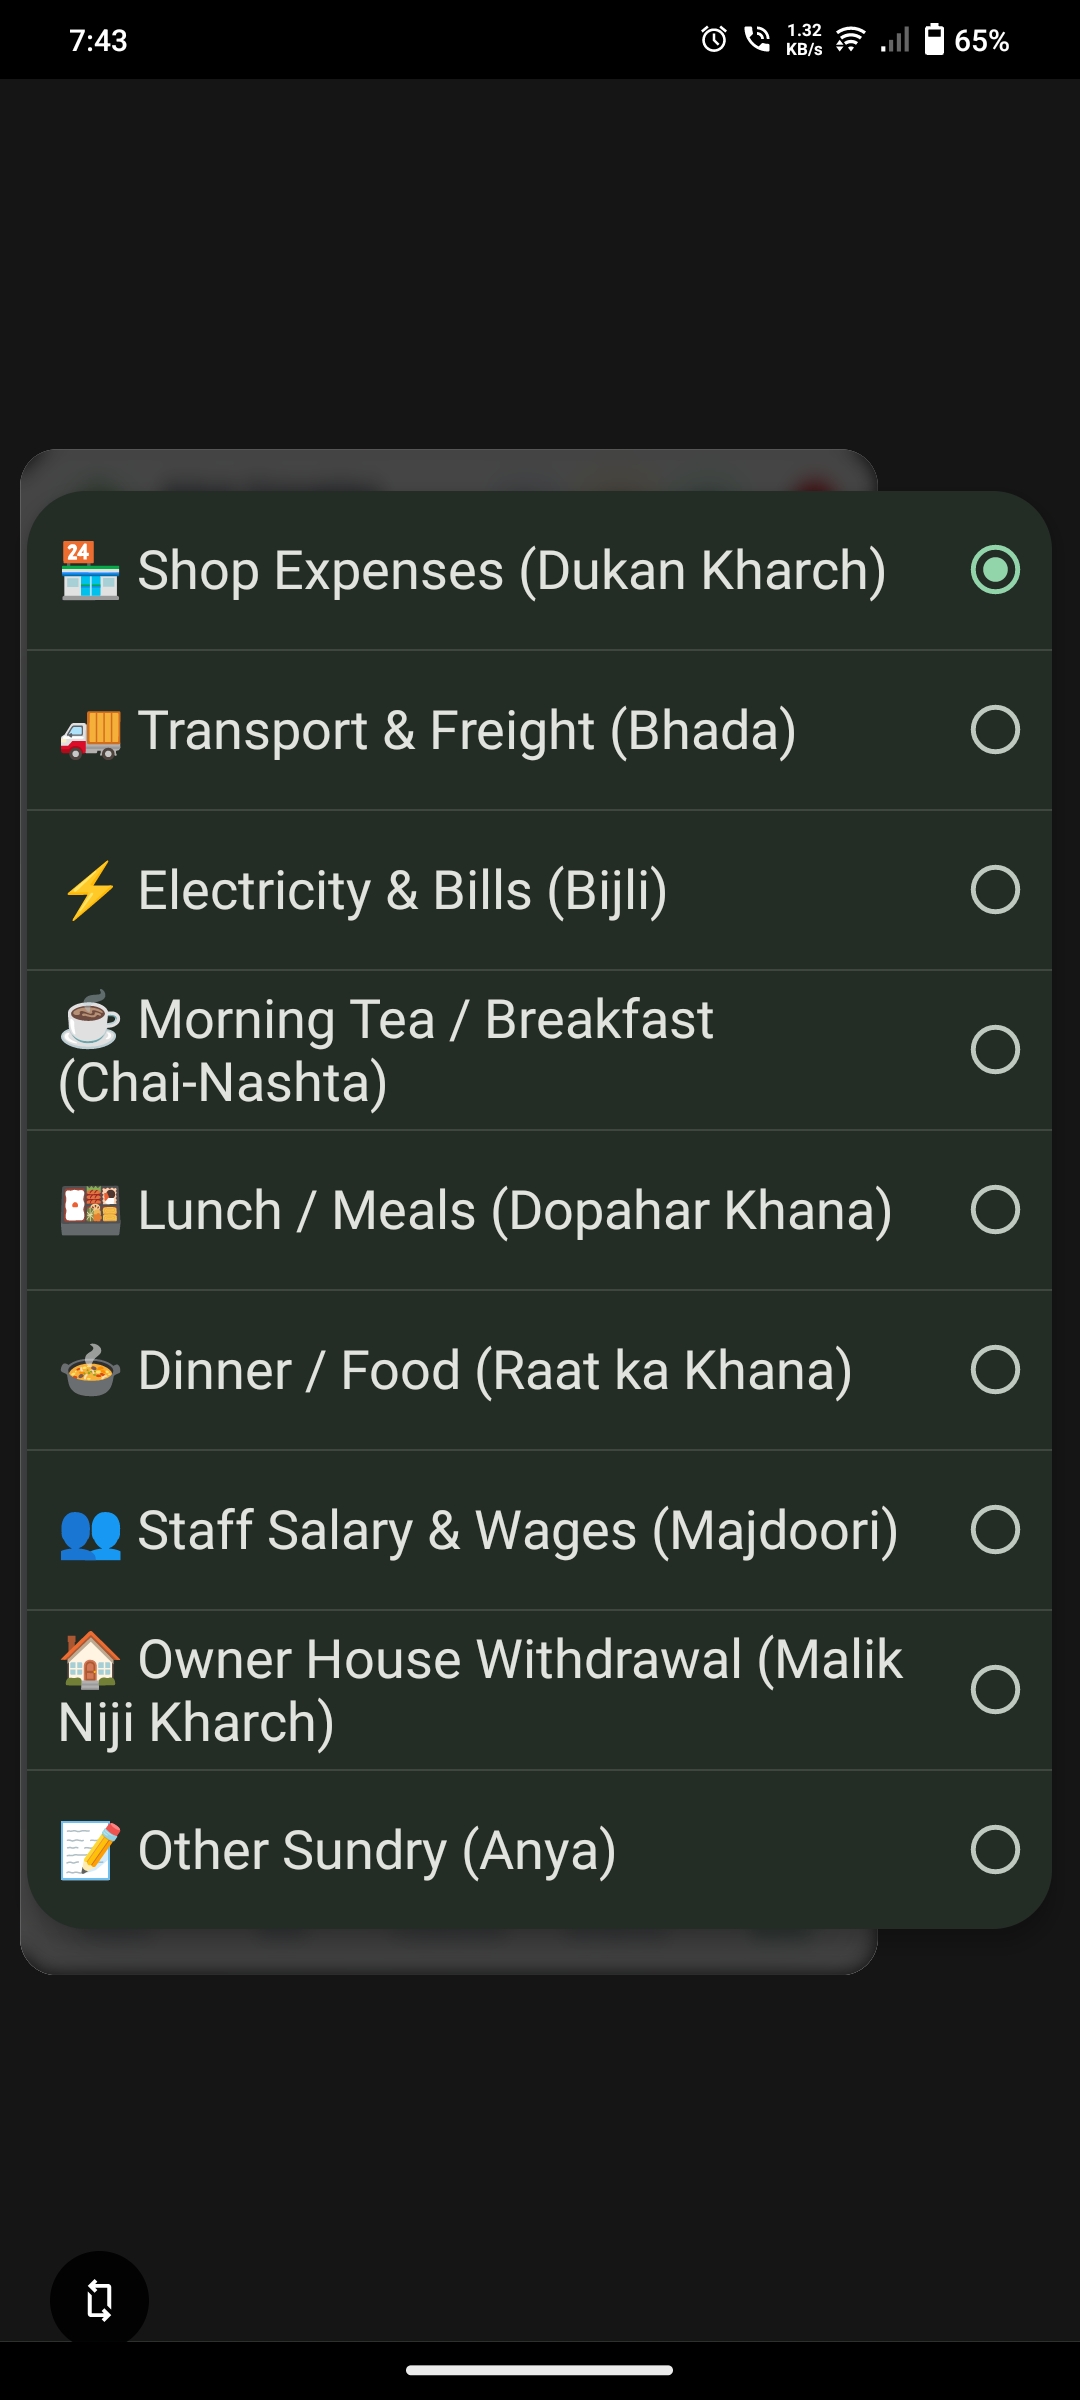 7:43
1.32
KB/s
65%
24
Shop Expenses (Dukan Kharch)
Transport & Freight (Bhada)
Electricity & Bills (Bijli)
Morning Tea / Breakfast
(Chai-Nashta)
Lunch / Meals (Dopahar Khana)
Dinner / Food (Raat ka Khana)
Staff Salary & Wages (Majdoori)
Owner House Withdrawal (Malik
Niji Kharch)
Other Sundry (Anya)